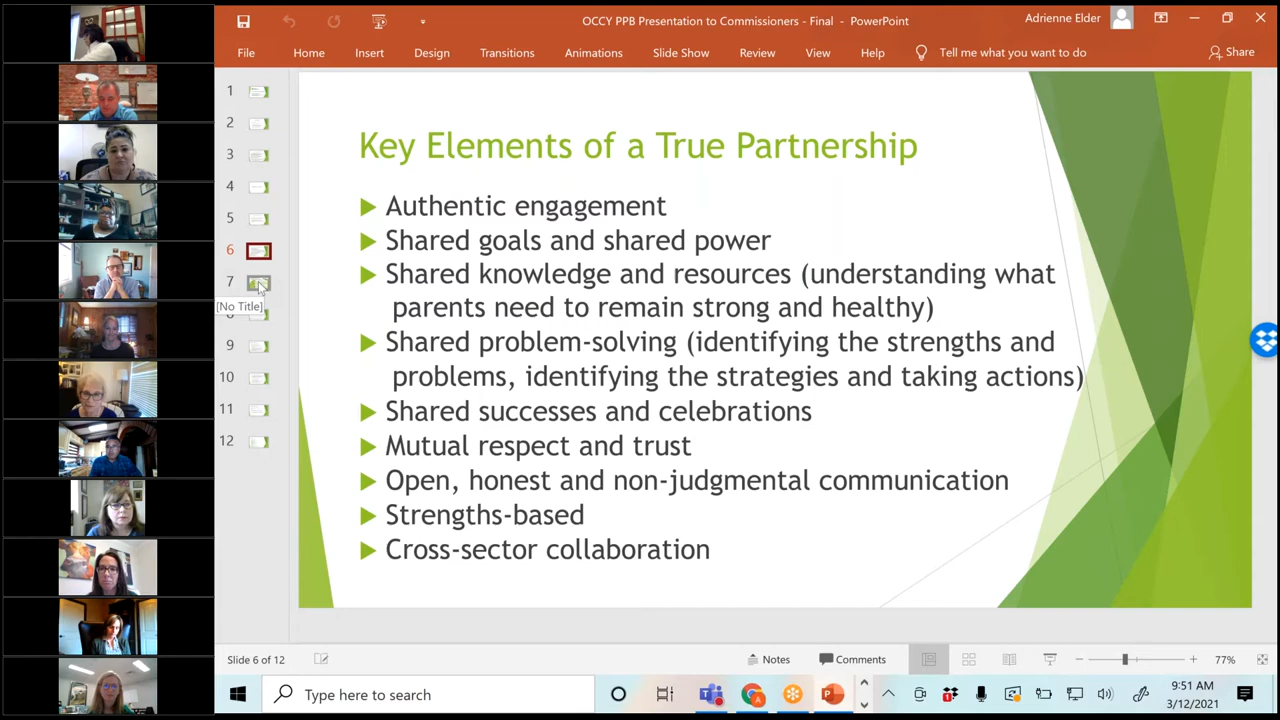 OCCY PPB Presentation to Commissioners - Final - PowerPoint
Adrienne Elder
File Home Insert Design Transitions Animations Slide Show Review View Help Tell me what you want to do Share
1
2
3
4
5
6
7
[No Title]
9
10
11
12
Key Elements of a True Partnership
Authentic engagement
Shared goals and shared power
Shared knowledge and resources (understanding what
parents need to remain strong and healthy)
Shared problem-solving (identifying the strengths and
problems, identifying the strategies and taking actions)
Shared successes and celebrations
Mutual respect and trust
Open, honest and non-judgmental communication
Strengths-based
Cross-sector collaboration
Slide 6 of 12
Notes
Comments
77%
Type here to search
9:51 AM
3/12/2021